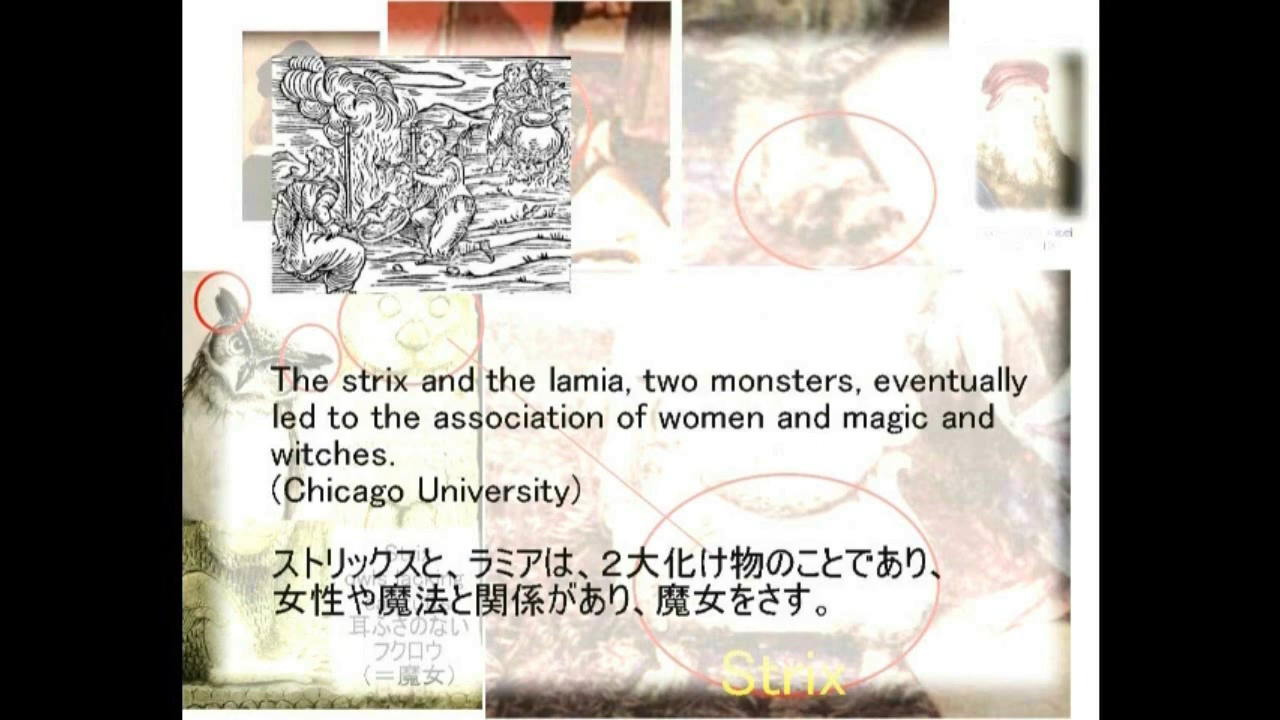 The strix and the lamia, two monsters, eventually
led to the association of women and magic and
witches.
(Chicago University)
ストリックスと、ラミアは、２大化け物のことであり、
女性や魔法と関係があり、魔女をさす。
耳ふさのない
フクロウ
（＝魔女）
Strix